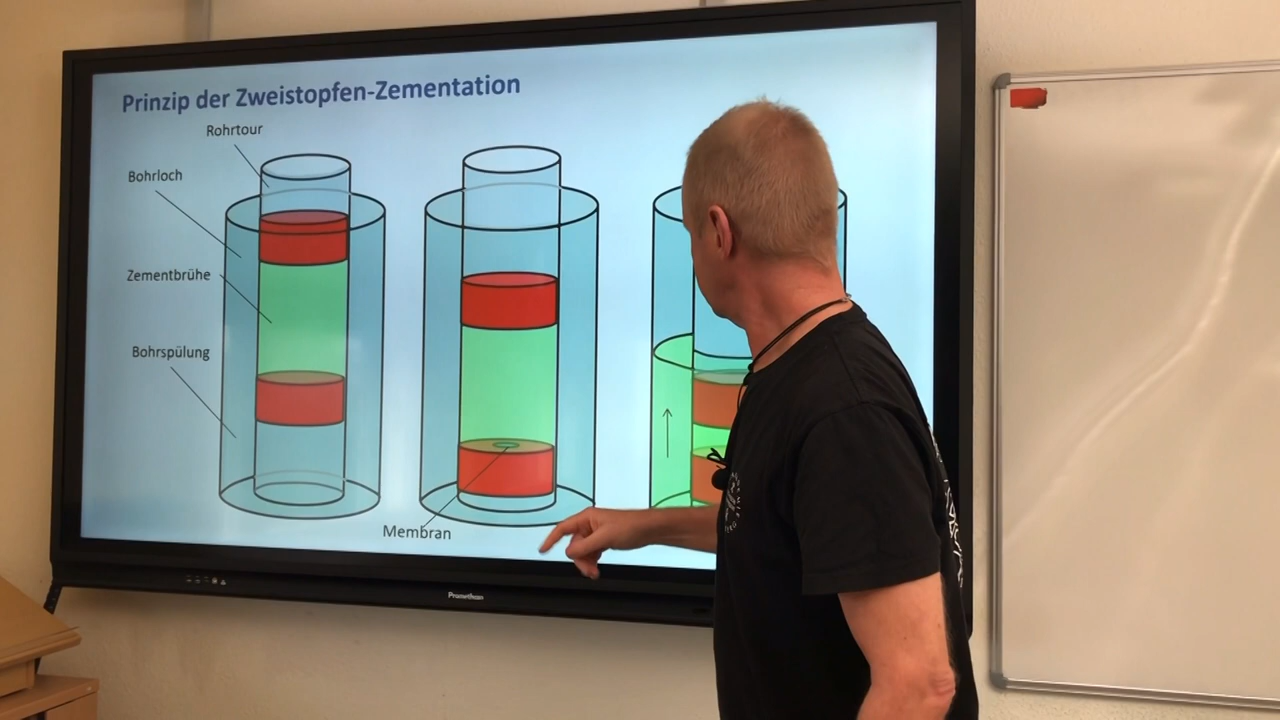 Prinzip der Zweistopfen-Zementation
Rohrtour
Bohrloch
Zementbrühe
Bohrspülung
Membran
Promethean